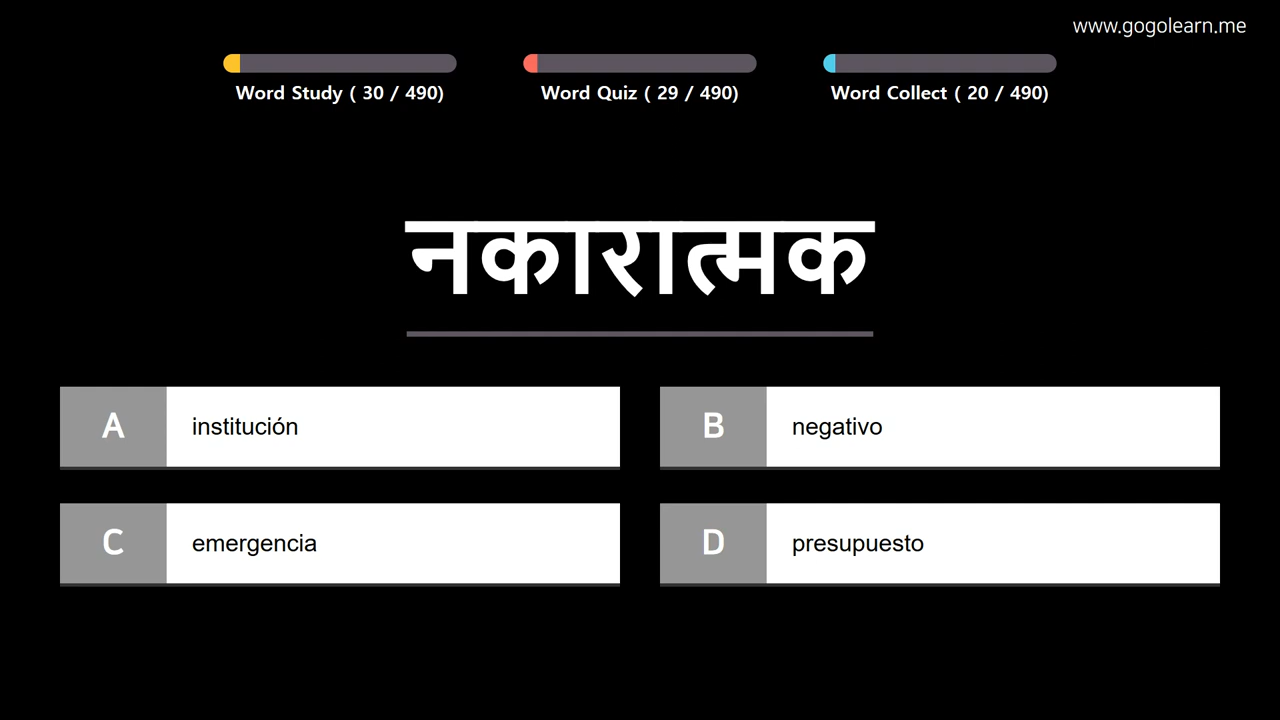 www.gogolearn.me
Word Study ( 30 / 490)
Word Quiz ( 29 / 490)
Word Collect ( 20 / 490)
नकारात्मक
A institución
B negativo
C emergencia
D presupuesto